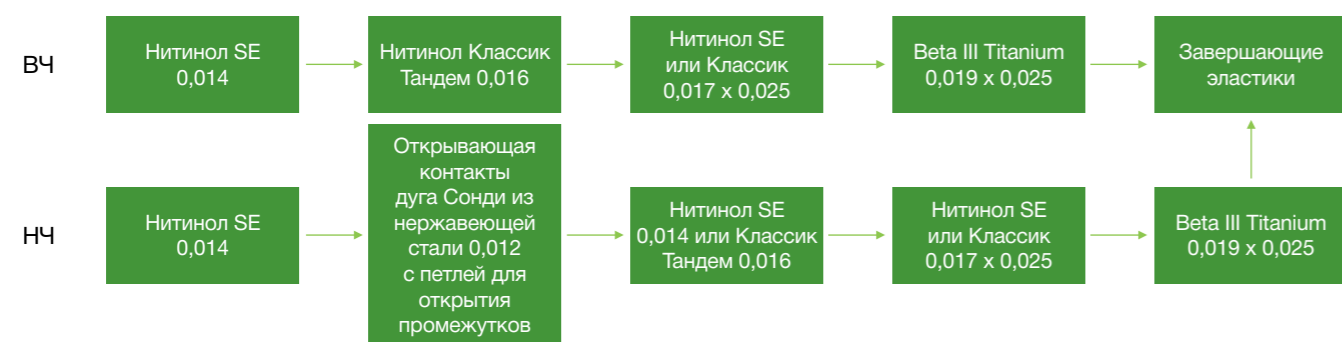 ВЧ
Нитинол SE
0,014
Нитинол Классик
Тандем 0,016
Нитинол SE
или Классик
0,017 x 0,025
Beta III Titanium
0,019 x 0,025
Завершающие
эластики
НЧ
Нитинол SE
0,014
Открывающая
контакты
дуга Сонди из
нержавеющей
стали 0,012
с петлей для
открытия
промежутков
Нитинол SE
0,014 или Классик
Тандем 0,016
Нитинол SE
или Классик
0,017 x 0,025
Beta III Titanium
0,019 x 0,025